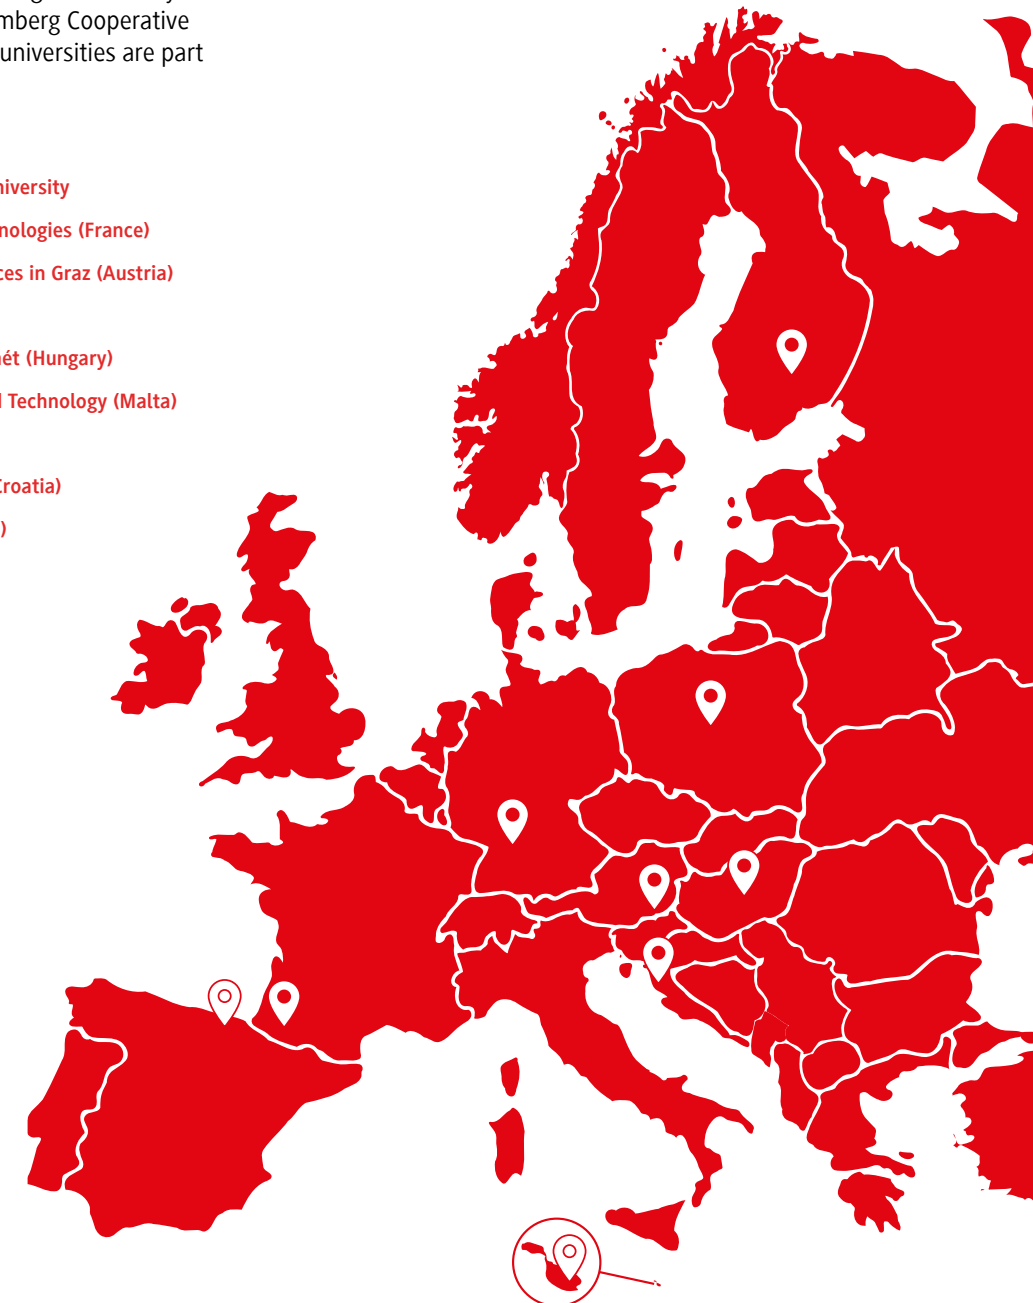 mberg Cooperative
universities are part
niversity
nologies (France)
ces in Graz (Austria)
ét (Hungary)
d Technology (Malta)
Croatia)
)